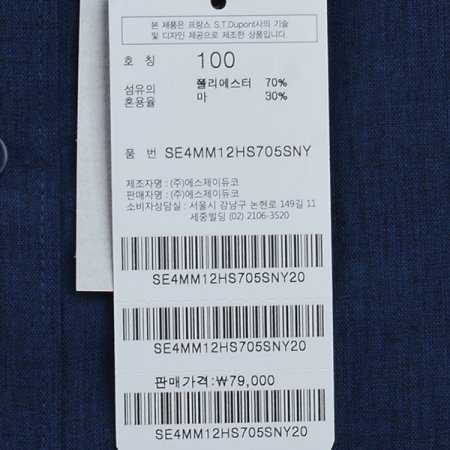 본 제품은 프랑스 S.T.Dupont사의 기술
및 디자인 제공으로 제조한 상품입니다.
호 칭 100
섬유의 폴리에스터 70%
혼용율 마 30%
품 번 SE4MM12HS705SNY
제조자명 : (주)에스제이듀코
판매자명 : (주)에스제이듀코
소비자상담실 : 서울시 강남구 논현로 149길 11
세중빌딩 (02) 2106-3520
SE4MM12HS705SNY20
SE4MM12HS705SNY20
판매가격:₩79,000
SE4MM12HS705SNY20